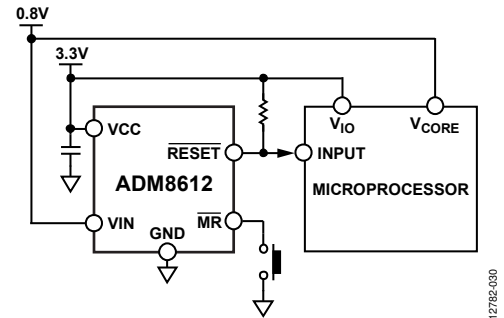 0.8V
3.3V
VCC
RESET
ADM8612
VIN
GND
MR
VIO
VCORE
INPUT
MICROPROCESSOR
12782-030